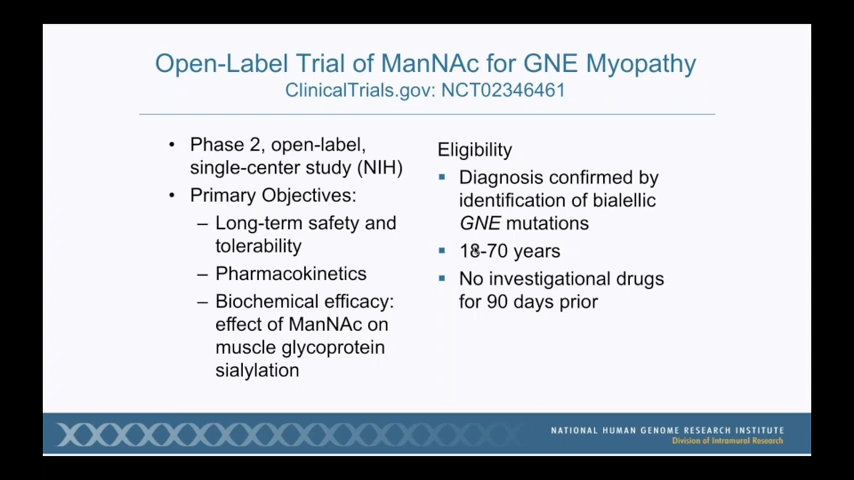 Open-Label Trial of ManNAc for GNE Myopathy
ClinicalTrials.gov: NCT02346461
• Phase 2, open-label,
single-center study (NIH)
• Primary Objectives:
– Long-term safety and
tolerability
– Pharmacokinetics
– Biochemical efficacy:
effect of ManNAc on
muscle glycoprotein
sialylation
Eligibility
▪ Diagnosis confirmed by
identification of bialellic
GNE mutations
▪ 18-70 years
▪ No investigational drugs
for 90 days prior
NATIONAL HUMAN GENOME RESEARCH INSTITUTE
Division of Intramural Research